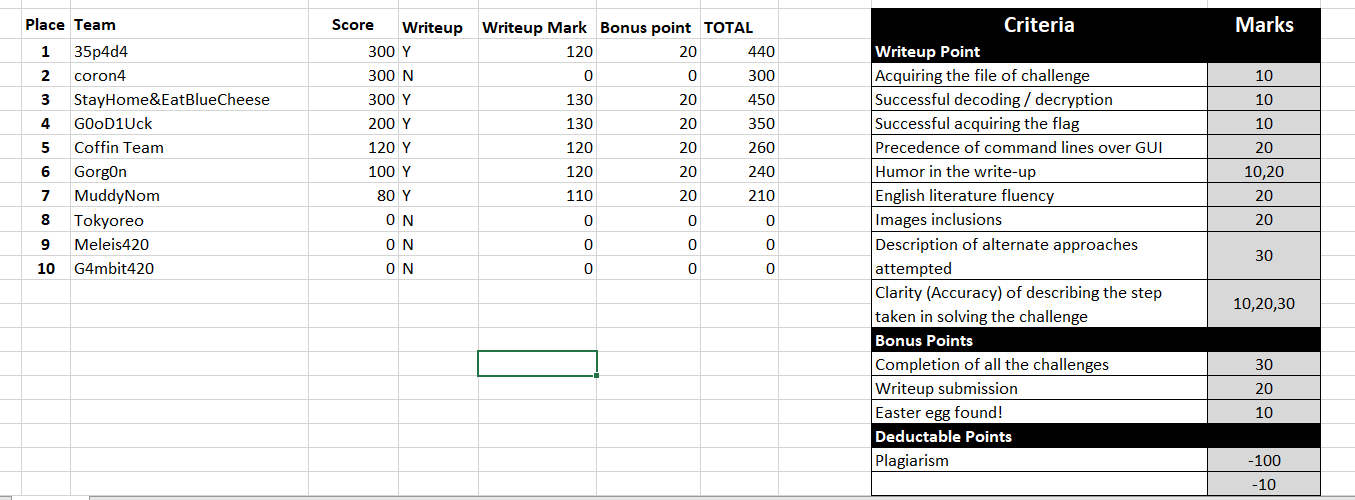 Place Team Score Writeup Writeup Mark Bonus point TOTAL
1 35p4d4 300 Y 120 20 440
2 coron4 300 N 0 0 300
3 StayHome&EatBlueCheese 300 Y 130 20 450
4 G0oD1Uck 200 Y 130 20 350
5 Coffin Team 120 Y 120 20 260
6 Gorg0n 100 Y 120 20 240
7 MuddyNom 80 Y 110 20 210
8 Tokyoreo 0 N 0 0 0
9 Meleis420 0 N 0 0 0
10 G4mbit420 0 N 0 0 0
Criteria Marks
Writeup Point
Acquiring the file of challenge 10
Successful decoding / decryption 10
Successful acquiring the flag 10
Precedence of command lines over GUI 20
Humor in the write-up 10,20
English literature fluency 20
Images inclusions 20
Description of alternate approaches
attempted 30
Clarity (Accuracy) of describing the step
taken in solving the challenge 10,20,30
Bonus Points
Completion of all the challenges 30
Writeup submission 20
Easter egg found! 10
Deductable Points
Plagiarism -100
-10